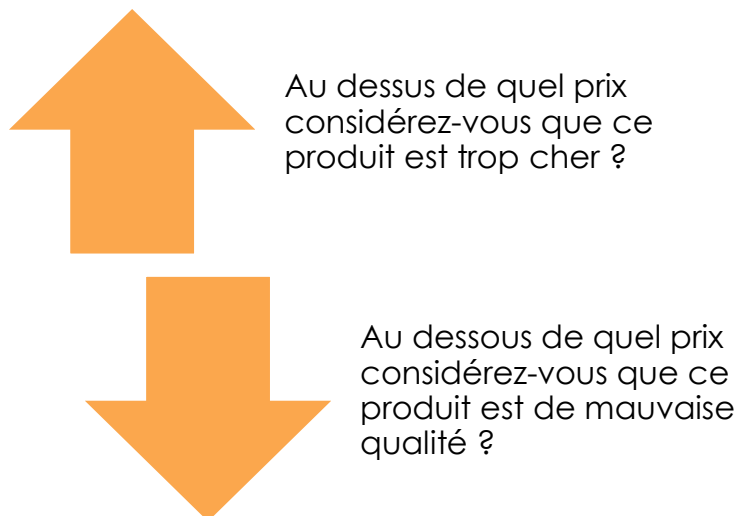 Au dessus de quel prix
considérez-vous que ce
produit est trop cher ?
Au dessous de quel prix
considérez-vous que ce
produit est de mauvaise
qualité ?